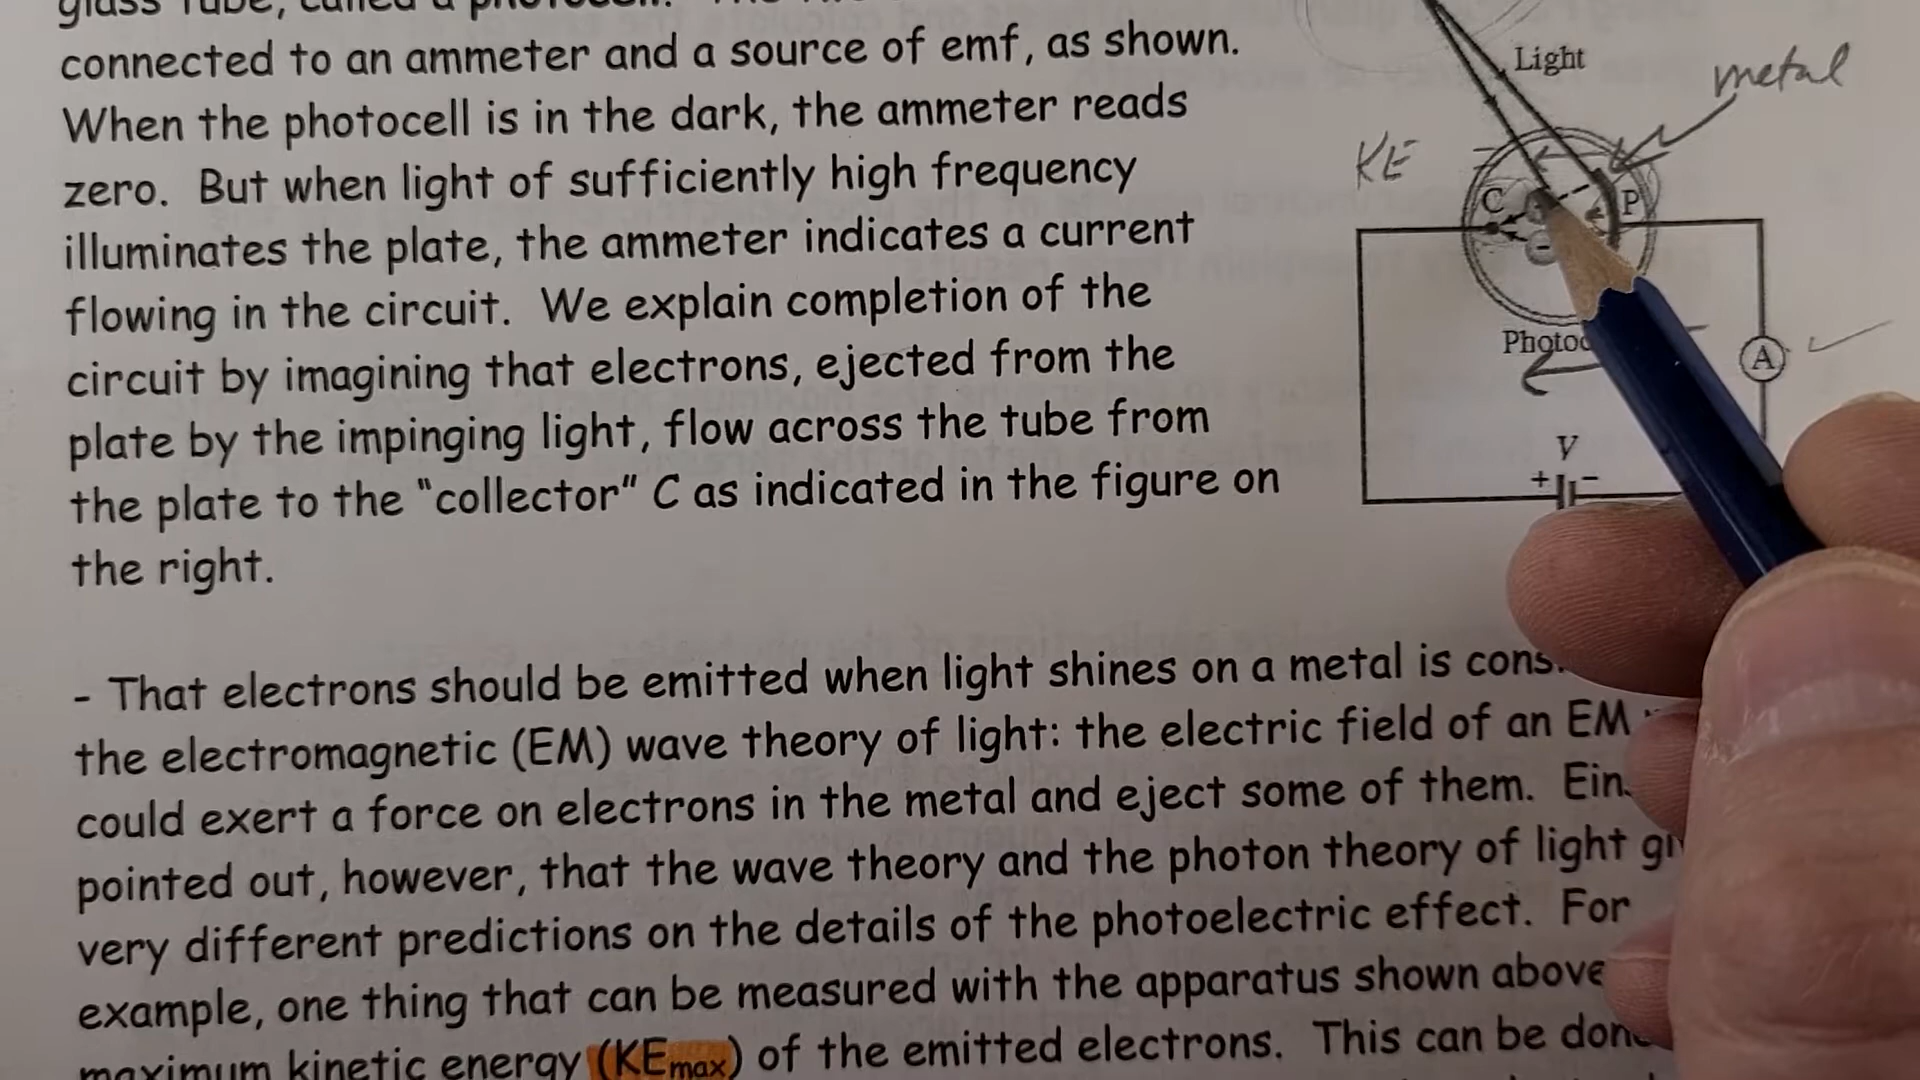 glass tube, called a photocell.
connected to an ammeter and a source of emf, as shown.
When the photocell is in the dark, the ammeter reads
zero. But when light of sufficiently high frequency
illuminates the plate, the ammeter indicates a current
flowing in the circuit. We explain completion of the
circuit by imagining that electrons, ejected from the
plate by the impinging light, flow across the tube from
the plate to the "collector" C as indicated in the figure on
the right.
Light
metal
KE
C
P
A
V
+ -
- That electrons should be emitted when light shines on a metal is
the electromagnetic (EM) wave theory of light: the electric field of an EM
could exert a force on electrons in the metal and eject some of them.
pointed out, however, that the wave theory and the photon theory of light
very different predictions on the details of the photoelectric effect. For
example, one thing that can be measured with the apparatus shown above
maximum kinetic energy (KEmax) of the emitted electrons. This can be